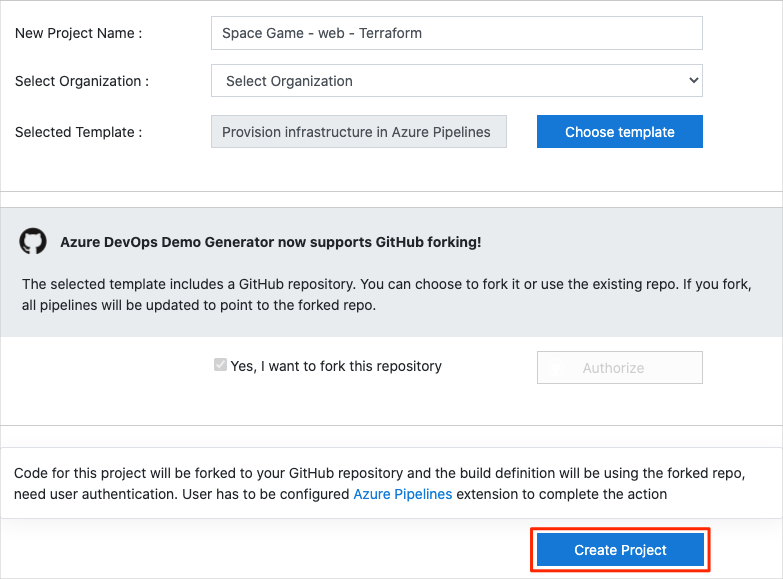 New Project Name :
Space Game - web - Terraform
Select Organization :
Select Organization
Selected Template :
Provision infrastructure in Azure Pipelines
Choose template
Azure DevOps Demo Generator now supports GitHub forking!
The selected template includes a GitHub repository. You can choose to fork it or use the existing repo. If you fork,
all pipelines will be updated to point to the forked repo.
Yes, I want to fork this repository
Authorize
Code for this project will be forked to your GitHub repository and the build definition will be using the forked repo,
need user authentication. User has to be configured Azure Pipelines extension to complete the action
Create Project